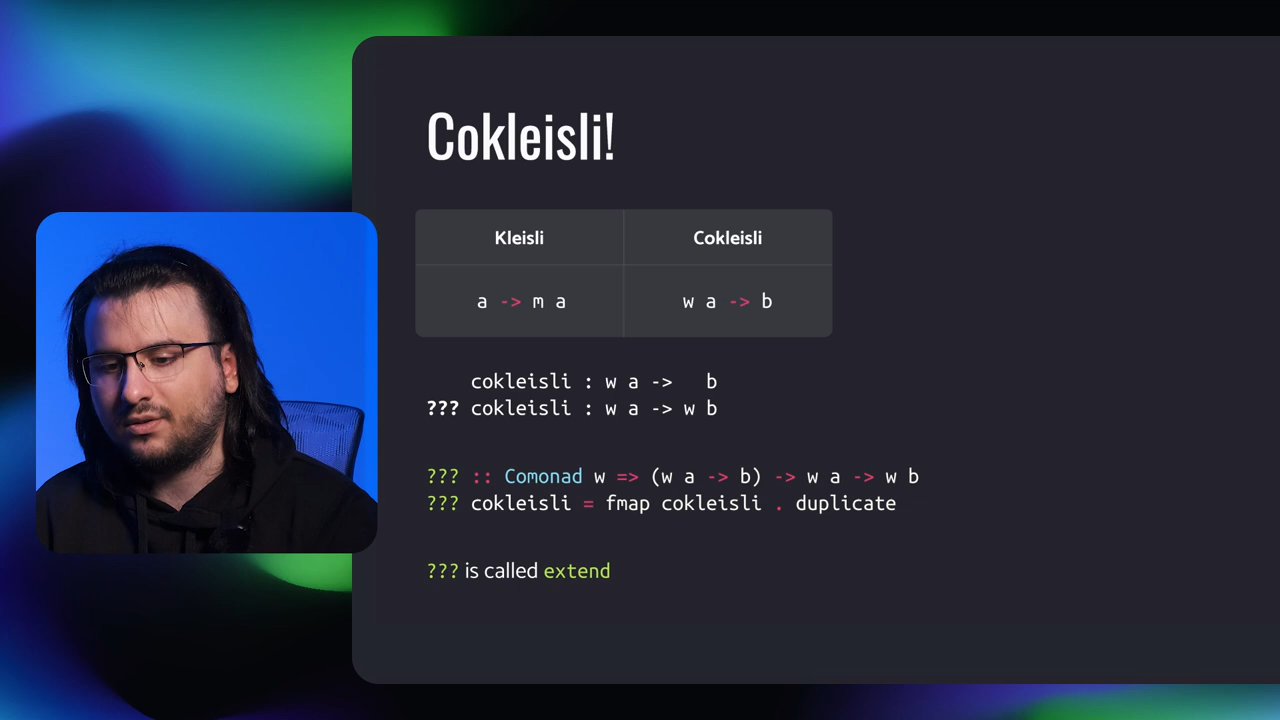 Cokleisli!
Kleisli Cokleisli
a -> m a w a -> b
cokleisli : w a ->   b
??? cokleisli : w a -> w b
??? :: Comonad w => (w a -> b) -> w a -> w b
??? cokleisli = fmap cokleisli . duplicate
??? is called extend